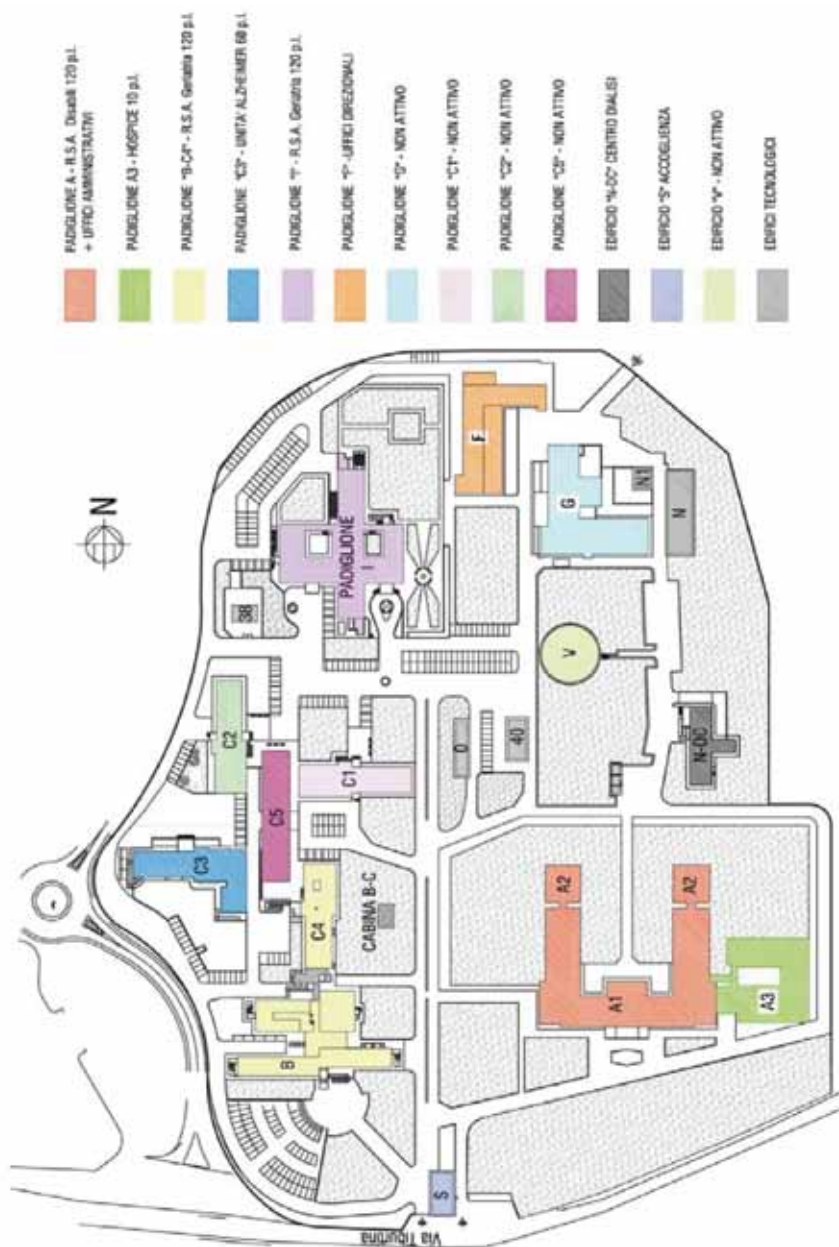 PADIGLIONE A - R.S.A. Disabili 120 p.l.
+ UFFICI AMMINISTRATIVI
PADIGLIONE A3 - HOSPICE 10 p.l.
PADIGLIONE "B-C4" - R.S.A. Geriatria 120 p.l.
PADIGLIONE "C3" - UNITA' ALZHEIMER 60 p.l.
PADIGLIONE "I" - R.S.A. Geriatria 120 p.l.
PADIGLIONE "F" - UFFICI DIREZIONALI
PADIGLIONE "G" - NON ATTIVO
PADIGLIONE "C1" - NON ATTIVO
PADIGLIONE "C2" - NON ATTIVO
PADIGLIONE "C5" - NON ATTIVO
EDIFICIO "N-DC" CENTRO DIALISI
EDIFICIO "S" ACCOGLIENZA
EDIFICIO "V" - NON ATTIVO
EDIFICI TECNOLOGICI
N
38
PADIGLIONE
I
F
G
N1
N
V
C2
C5
C1
C3
C4
CABINA B-C
B
40
N-DC
A2
A2
A1
A3
S
Via Tiburtina